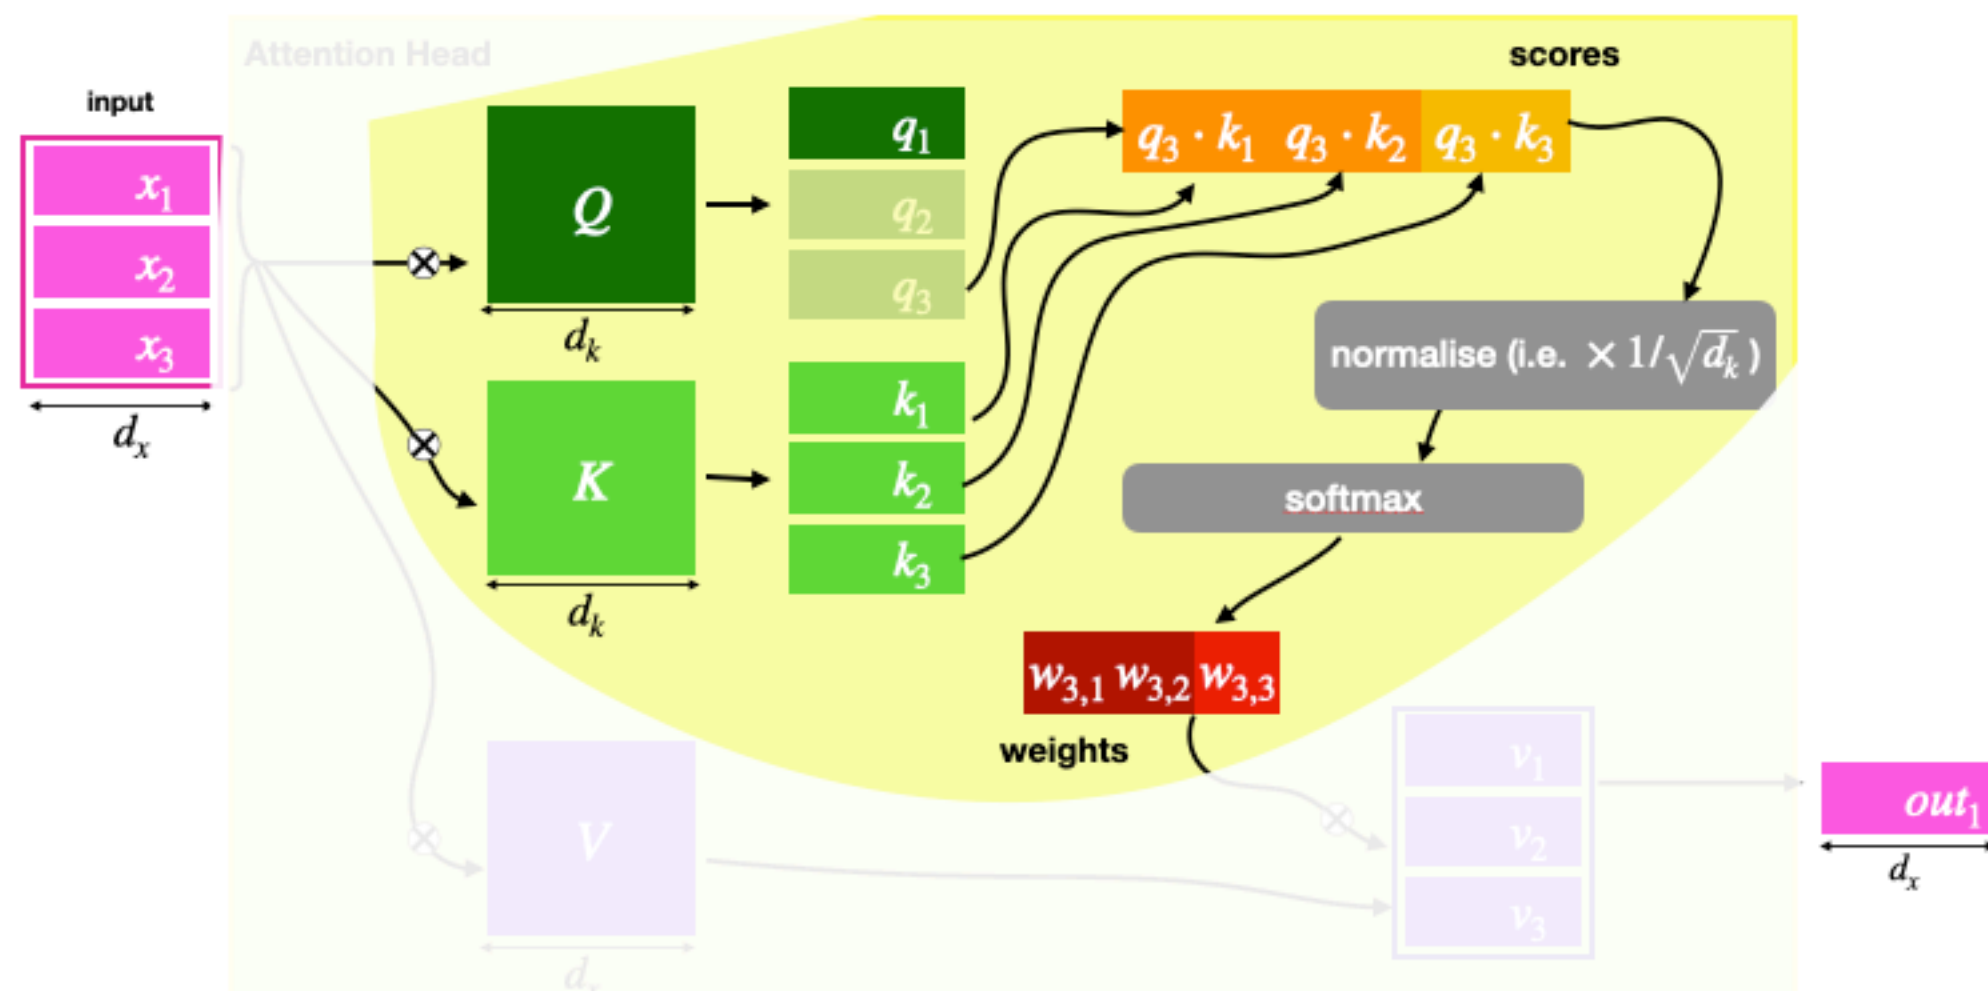 Attention Head
scores
input
x₁
x₂
x₃
dₓ
Q
dₖ
q₁
q₂
q₃
q₃ · k₁ q₃ · k₂ q₃ · k₃
K
dₖ
k₁
k₂
k₃
normalise (i.e. × 1/√dₖ )
softmax
w₃,₁ w₃,₂ w₃,₃
weights
V
dₓ
v₁
v₂
v₃
out₁
dₓ